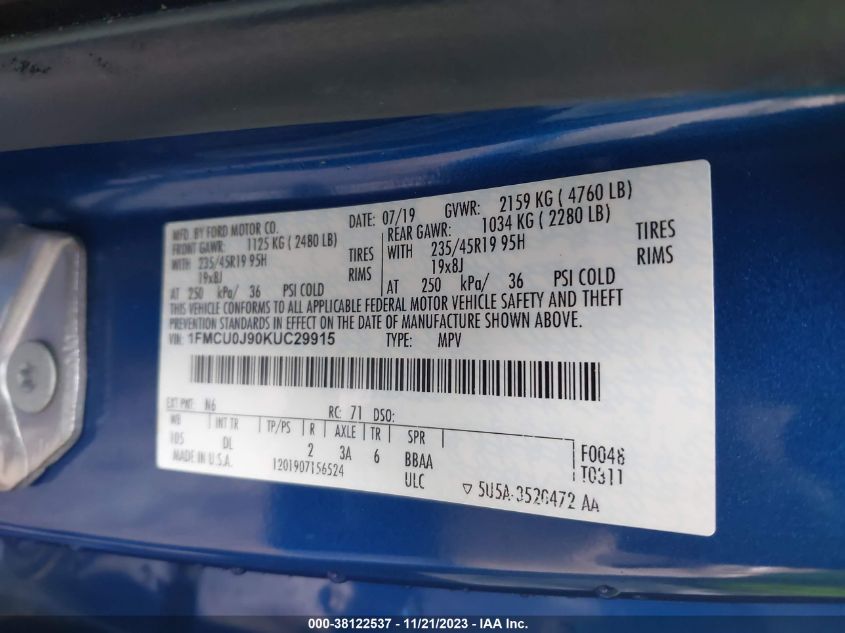 MFD. BY FORD MOTOR CO. DATE: 07/19 GVWR: 2159 KG ( 4760 LB)
FRONT GAWR: 1125 KG ( 2480 LB) REAR GAWR: 1034 KG ( 2280 LB)
WITH 235/45R19 95H TIRES WITH 235/45R19 95H TIRES
19x8J RIMS 19x8J RIMS
AT 250 kPa/ 36 PSI COLD AT 250 kPa/ 36 PSI COLD
THIS VEHICLE CONFORMS TO ALL APPLICABLE FEDERAL MOTOR VEHICLE SAFETY AND THEFT
PREVENTION STANDARDS IN EFFECT ON THE DATE OF MANUFACTURE SHOWN ABOVE.
VIN: 1FMCU0J90KUC29915 TYPE: MPV
EXT PNT: N6 RC: 71 DSO:
WB INT TR TP/PS R AXLE TR SPR
105 DL 2 3A 6 BBAA
F0048
T0311
MADE IN U.S.A. 1201907156524 ULC
▽ 5U5A-3520472 AA
000-38122537 - 11/21/2023 - IAA Inc.